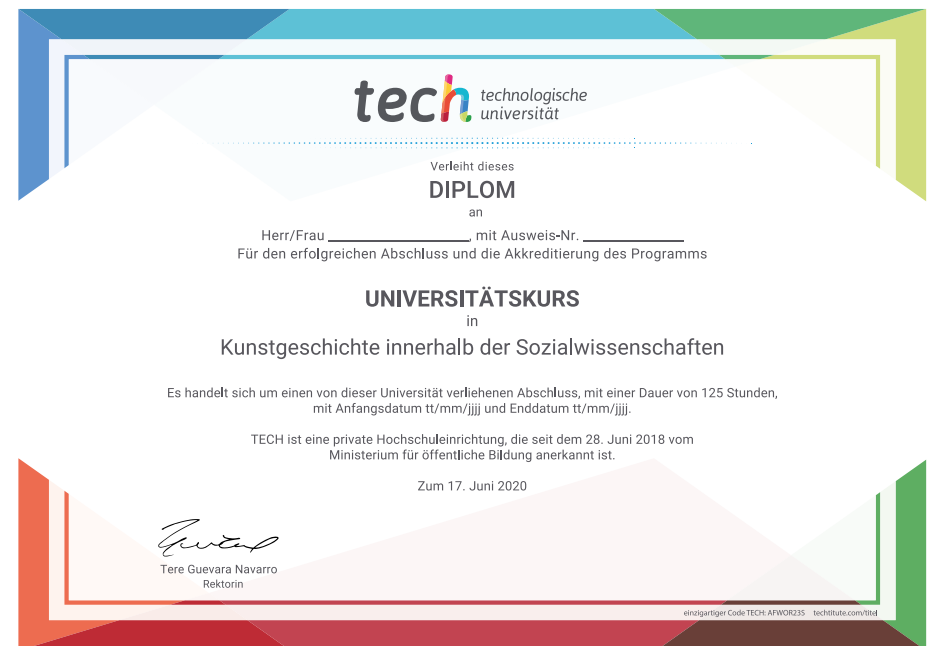 tech technologische
universität
Verleiht dieses
DIPLOM
an
Herr/Frau ____________________, mit Ausweis-Nr. ______________
Für den erfolgreichen Abschluss und die Akkreditierung des Programms
UNIVERSITÄTSKURS
in
Kunstgeschichte innerhalb der Sozialwissenschaften
Es handelt sich um einen von dieser Universität verliehenen Abschluss, mit einer Dauer von 125 Stunden,
mit Anfangsdatum tt/mm/jjjj und Enddatum tt/mm/jjjj.
TECH ist eine private Hochschuleinrichtung, die seit dem 28. Juni 2018 vom
Ministerium für öffentliche Bildung anerkannt ist.
Zum 17. Juni 2020
Tere Guevara Navarro
Rektorin
einzigartiger Code TECH: AFWOR23S techtitute.com/titel